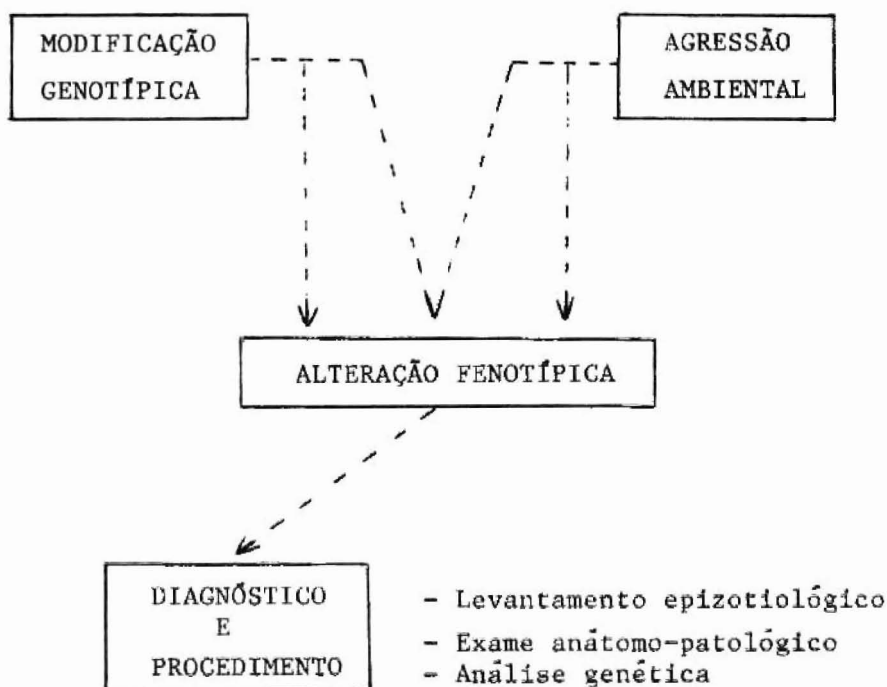 MODIFICAÇÃO
GENOTÍPICA
AGRESSÃO
AMBIENTAL
ALTERAÇÃO FENOTÍPICA
DIAGNÓSTICO
E
PROCEDIMENTO
- Levantamento epizotiológico
- Exame anátomo-patológico
- Análise genética